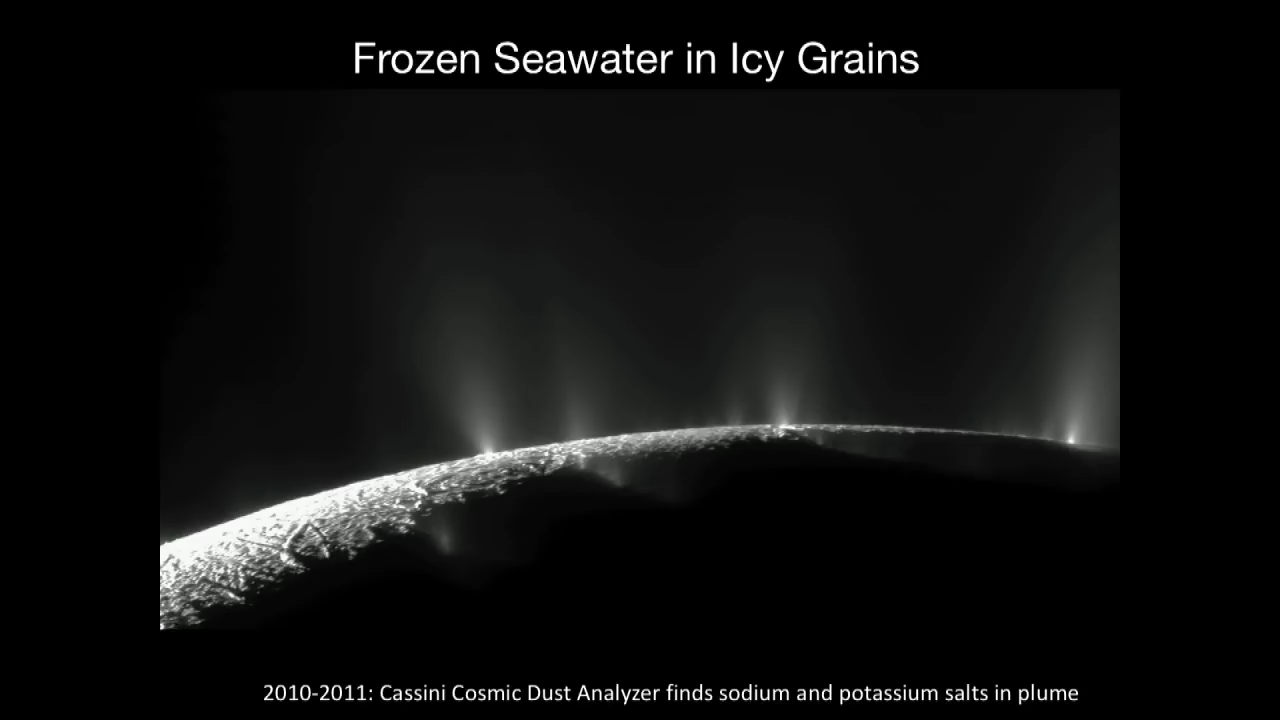 Frozen Seawater in Icy Grains
2010-2011: Cassini Cosmic Dust Analyzer finds sodium and potassium salts in plume